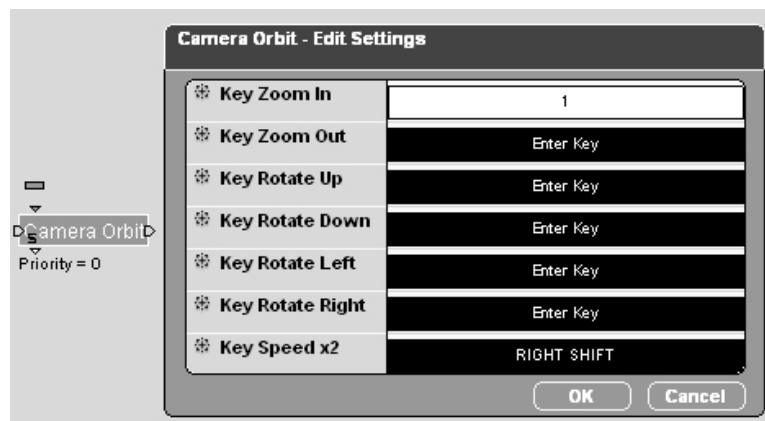 Camera Orbit - Edit Settings
Key Zoom In
1
Key Zoom Out
Enter Key
Key Rotate Up
Enter Key
Key Rotate Down
Enter Key
Key Rotate Left
Enter Key
Key Rotate Right
Enter Key
Key Speed x2
RIGHT SHIFT
OK
Cancel
Camera Orbit
S
Priority = 0